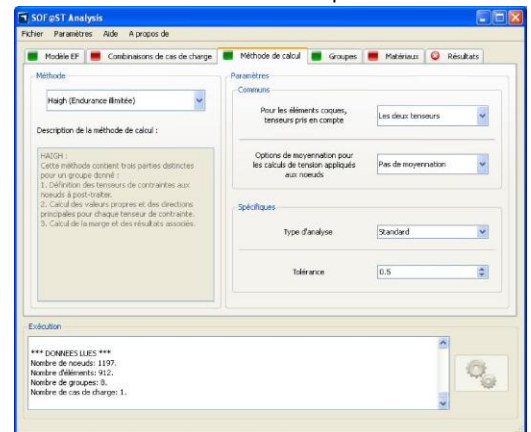 SOF@ST Analysis
Fichier Paramètres Aide A propos de
Modèle EF Combinaisons de cas de charge Méthode de calcul Groupes Matériaux Résultats
Méthode
Haigh (Endurance illimitée)
Description de la méthode de calcul :
HAIGH :
Cette méthode contient trois parties distinctes
pour un groupe donné :
1. Définition des tenseurs de contraintes aux
noeuds à post-traiter.
2. Calcul des valeurs propres et des directions
principales pour chaque tenseur de contrainte.
3. Calcul de la marge et des résultats associés.
Paramètres
Communs
Pour les éléments coques,
tenseurs pris en compte
Les deux tenseurs
Options de moyennation pour
les calculs de tension appliqués
aux noeuds
Pas de moyennation
Spécifiques
Type d'analyse
Standard
Tolérance
0.5
Exécution
*** DONNEES LUES ***
Nombre de noeuds: 1197.
Nombre d'éléments: 912.
Nombre de groupes: 8.
Nombre de cas de charge: 1.